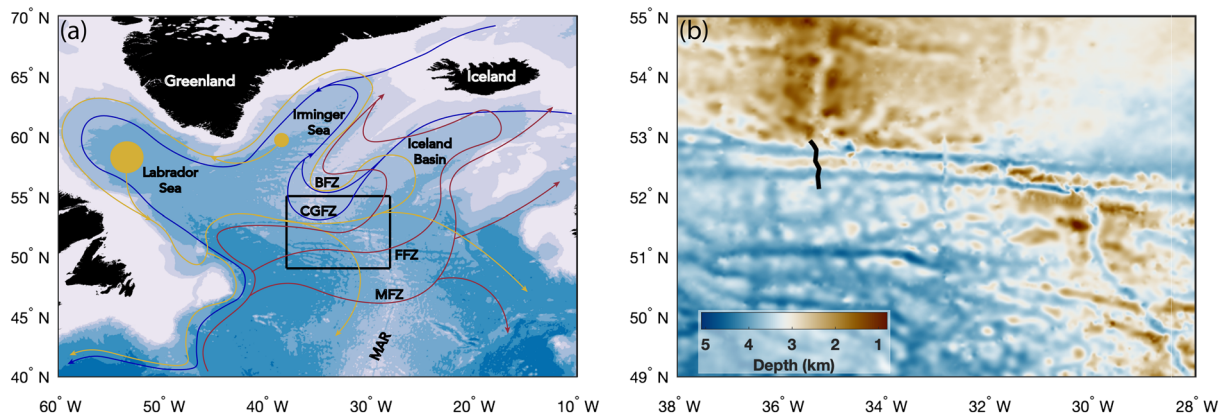 (a)
70° N
65° N
60° N
55° N
50° N
45° N
40° N
60 W
50 W
40 W
30 W
20 W
10 W
Greenland
Iceland
Irminger
Sea
Iceland
Basin
Labrador
Sea
BFZ
CGFZ
FFZ
MFZ
MAR
(b)
55° N
54° N
53° N
52° N
51° N
50° N
49° N
38 W
36 W
34 W
32 W
30 W
28 W
5 4 3 2 1
Depth (km)